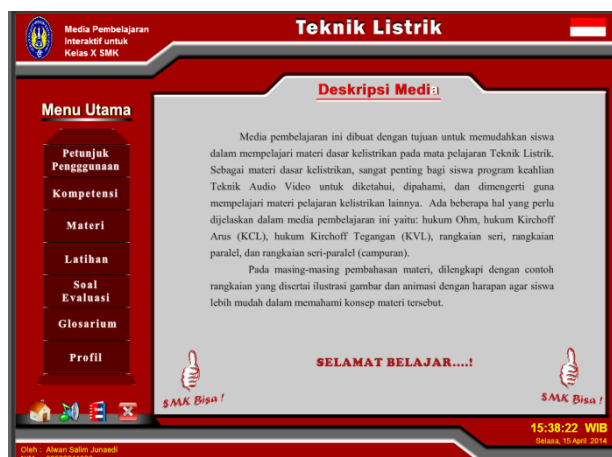 Media Pembelajaran
Interaktif untuk
Kelas X SMK
Teknik Listrik
Deskripsi Media
Menu Utama
Petunjuk
Pengggunaan
Kompetensi
Materi
Latihan
Soal
Evaluasi
Glosarium
Profil
Media pembelajaran ini dibuat dengan tujuan untuk memudahkan siswa
dalam mempelajari materi dasar kelistrikan pada mata pelajaran Teknik Listrik.
Sebagai materi dasar kelistrikan, sangat penting bagi siswa program keahlian
Teknik Audio Video untuk diketahui, dipahami, dan dimengerti guna
mempelajari materi pelajaran kelistrikan lainnya. Ada beberapa hal yang perlu
dijelaskan dalam media pembelajaran ini yaitu: hukum Ohm, hukum Kirchoff
Arus (KCL), hukum Kirchoff Tegangan (KVL), rangkaian seri, rangkaian
paralel, dan rangkaian seri-paralel (campuran).
Pada masing-masing pembahasan materi, dilengkapi dengan contoh
rangkaian yang disertai ilustrasi gambar dan animasi dengan harapan agar siswa
lebih mudah dalam memahami konsep materi tersebut.
SELAMAT BELAJAR....!
SMK Bisa !
SMK Bisa !
15:38:22 WIB
Selasa, 15 April 2014
Oleh : Alwan Salim Junaedi